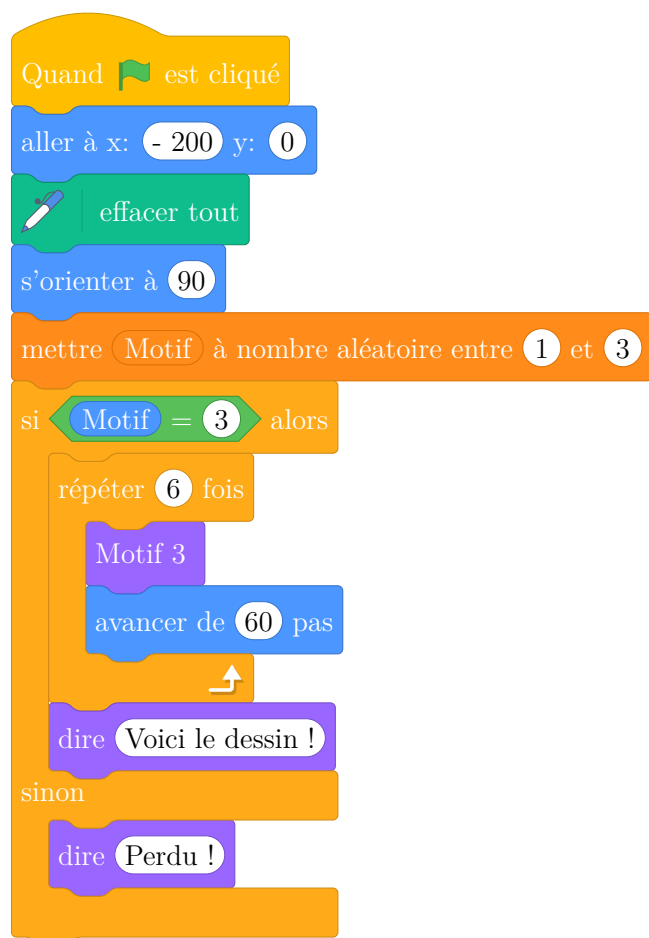 Quand est cliqué
aller à x: - 200 y: 0
effacer tout
s'orienter à 90
mettre Motif à nombre aléatoire entre 1 et 3
si Motif = 3 alors
répéter 6 fois
Motif 3
avancer de 60 pas
dire Voici le dessin !
sinon
dire Perdu !